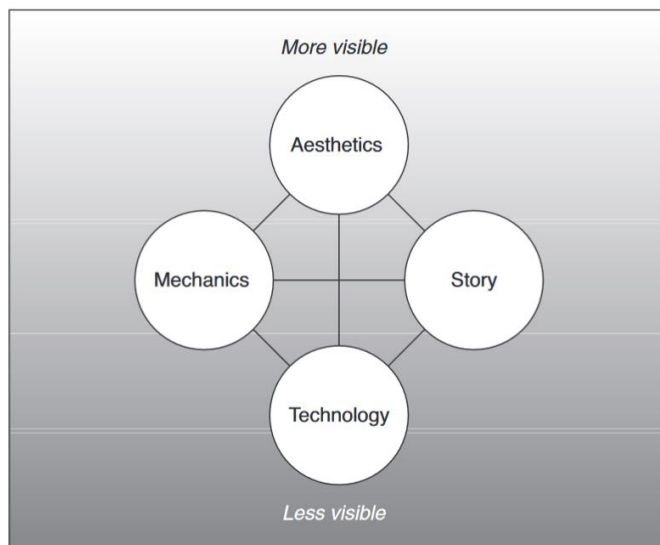 More visible
Aesthetics
Mechanics
Story
Technology
Less visible